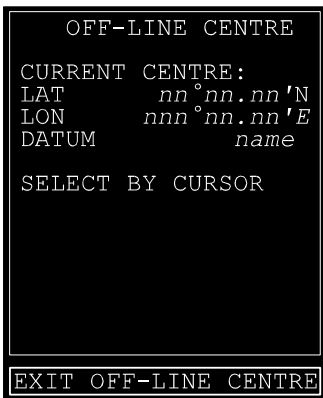 OFF-LINE CENTRE
CURRENT CENTRE:
LAT nn°nn.nn'N
LON nnn°nn.nn'E
DATUM name
SELECT BY CURSOR
EXIT OFF-LINE CENTRE